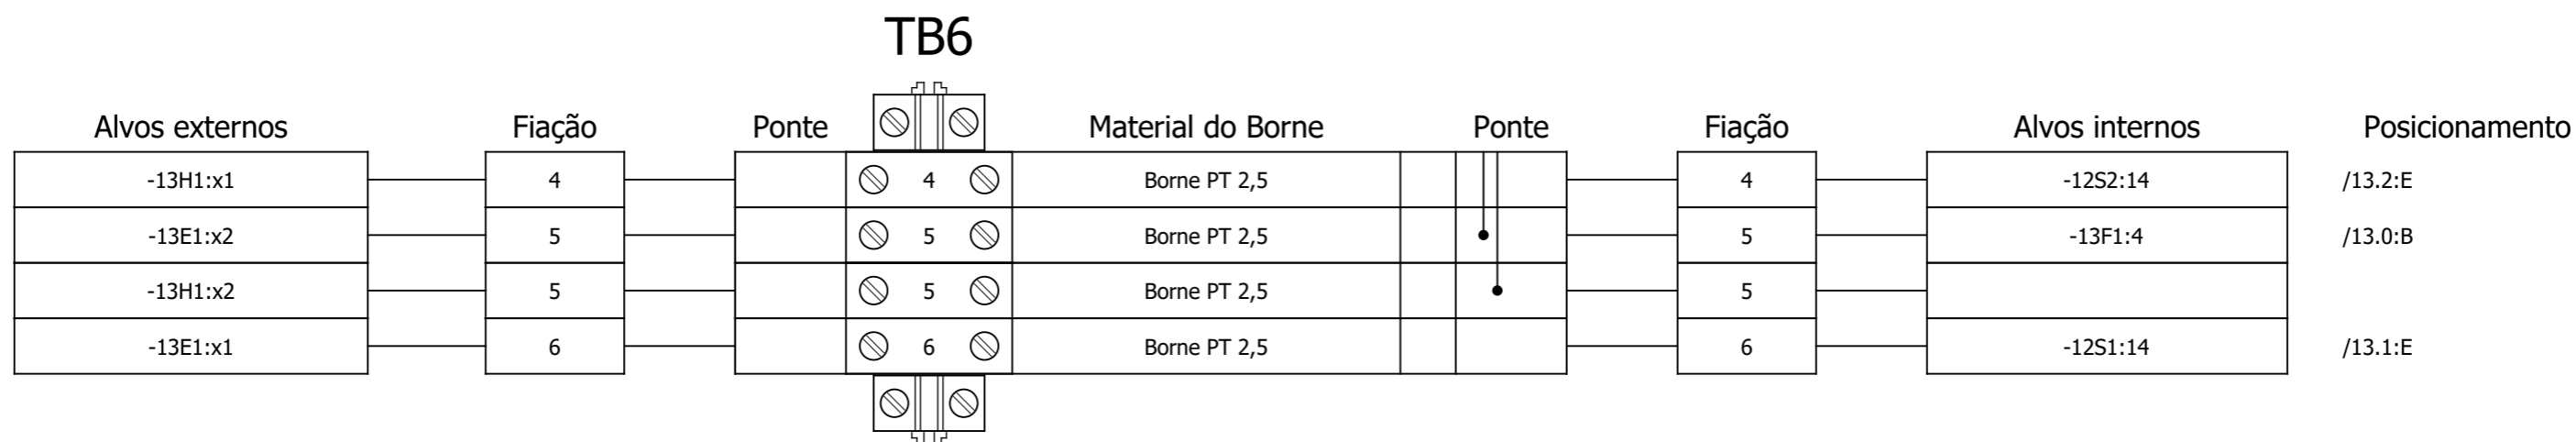 TB6
Alvos externos Fiação Ponte Material do Borne Ponte Fiação Alvos internos Posicionamento
-13H1:x1 4 4 Borne PT 2,5 4 -12S2:14 /13.2:E
-13E1:x2 5 5 Borne PT 2,5 5 -13F1:4 /13.0:B
-13H1:x2 5 5 Borne PT 2,5 5
-13E1:x1 6 6 Borne PT 2,5 6 -12S1:14 /13.1:E